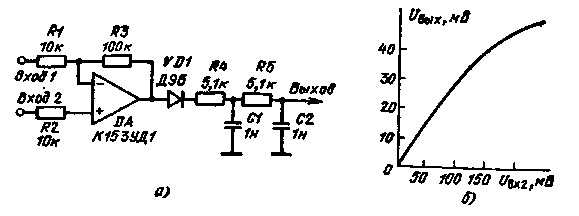 R1
10к
R3
100к
Вход 1
Вход 2
R2
10к
−
+
DA
К153УД1
VD1
Д9Б
R4
5,1к
R5
5,1к
Выход
C1
1н
C2
1н
а)
Uвых, мВ
40
30
20
10
0
50 100 150 Uвх2, мВ
б)